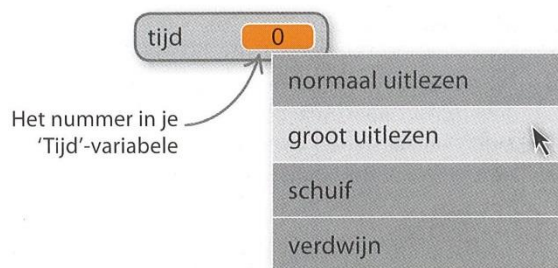 tijd 0
normaal uitlezen
Het nummer in je
‘Tijd’-variabele
groot uitlezen
schuif
verdwijn